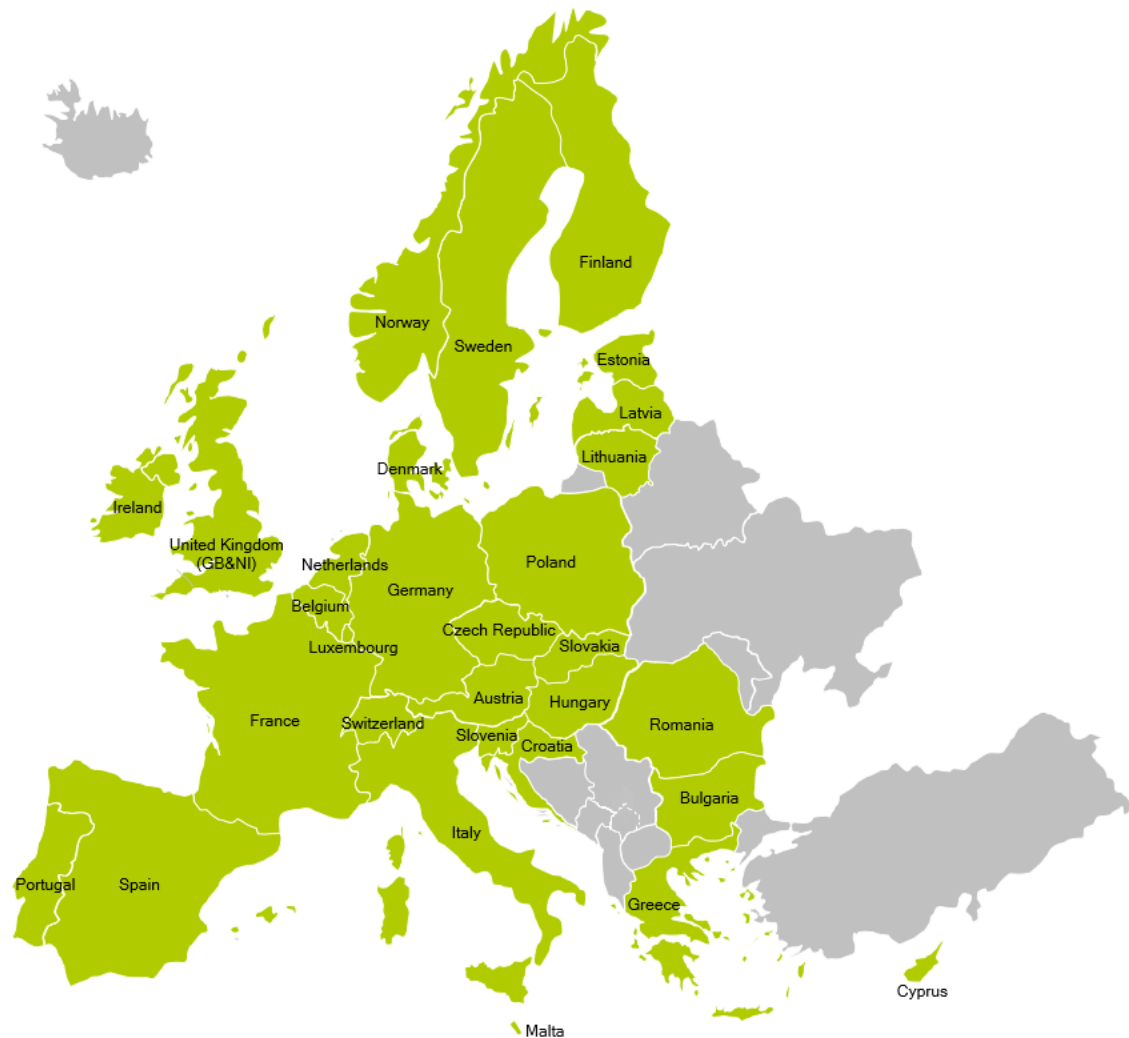 Finland
Norway
Sweden
Estonia
Latvia
Lithuania
Denmark
Ireland
United Kingdom
(GB&NI)
Netherlands
Poland
Germany
Belgium
Czech Republic
Luxembourg
Slovakia
Austria
Hungary
France
Switzerland
Romania
Slovenia
Croatia
Bulgaria
Italy
Portugal
Spain
Greece
Cyprus
Malta